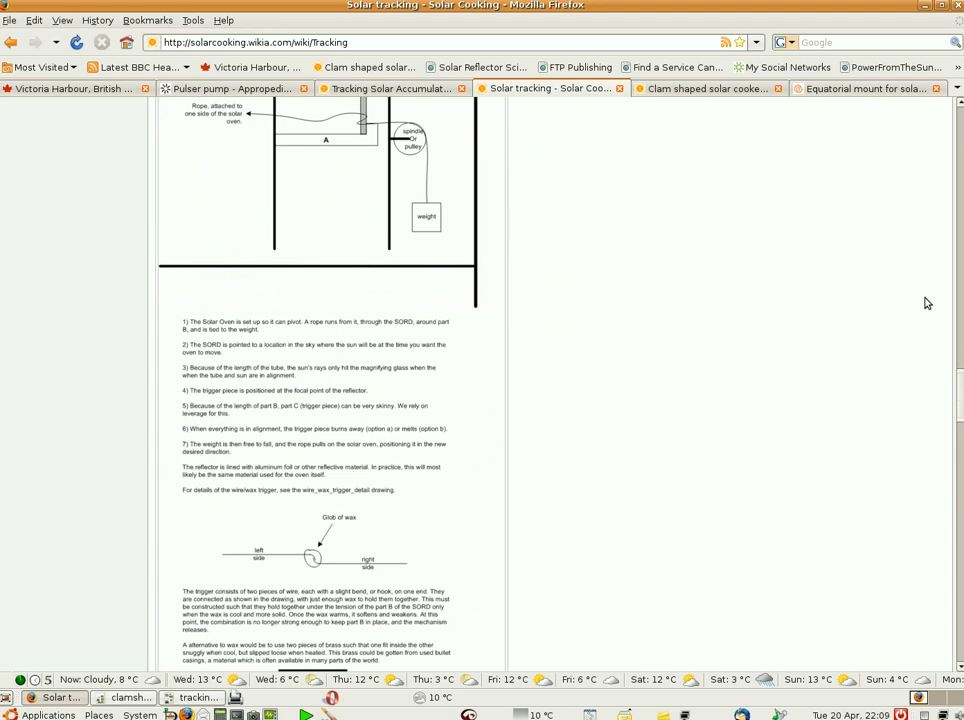 Solar tracking - Solar Cooking - Mozilla Firefox
File Edit View History Bookmarks Tools Help
http://solarcooking.wikia.com/wiki/Tracking
Google
Most Visited Latest BBC Hea... Victoria Harbour, ... Clam shaped solar... Solar Reflector Sci... FTP Publishing Find a Service Can... My Social Networks PowerFromTheSun... »
Victoria Harbour, British ... Pulser pump - Appropedi... Tracking Solar Accumulat... Solar tracking - Solar Coo... Clam shaped solar cooke... Equatorial mount for sola...
Rope, attached to
one side of the solar
oven.
A
spindle
Or
pulley
weight
1) The Solar Oven is set up so it can pivot. A rope runs from it, through the SORD, around part
B, and is tied to the weight.
2) The SORD is pointed to a location in the sky where the sun will be at the time you want the
oven to move.
3) Because of the length of the tube, the sun's rays only hit the magnifying glass when the
when the tube and sun are in alignment.
4) The trigger piece is positioned at the focal point of the reflector.
5) Because of the length of part B, part C (trigger piece) can be very skinny. We rely on
leverage for this.
6) When everything is in alignment, the trigger piece burns away (option a) or melts (option b).
7) The weight is then free to fall, and the rope pulls on the solar oven, positioning it in the new
desired direction.
The reflector is lined with aluminum foil or other reflective material. In practice, this will most
likely be the same material used for the oven itself.
For details of the wire/wax trigger, see the wire_wax_trigger_detail drawing.
Glob of wax
left
side
right
side
The trigger consists of two pieces of wire, each with a slight bend, or hook, on one end. They
are connected as shown in the drawing, with just enough wax to hold them together. This must
be constructed such that they hold together under the tension of the part B of the SORD only
when the wax is cool and more solid. Once the wax warms, it softens and weakens. At this
point, the combination is no longer strong enough to keep part B in place, and the mechanism
releases.
A alternative to wax would be to use two pieces of brass such that one fit inside the other
snuggly when cool, but slipped loose when heated. This brass could be gotten from used bullet
casings, a material which is often available in many parts of the world.
5 Now: Cloudy, 8 °C Wed: 13 °C Wed: 6 °C Thu: 12 °C Thu: 3 °C Fri: 12 °C Fri: 6 °C Sat: 12 °C Sat: 3 °C Sun: 13 °C Sun: 4 °C Mon:
Solar t... clamsh... trackin... 10 °C
Applications Places System 10 °C Tue 20 Apr, 22:09